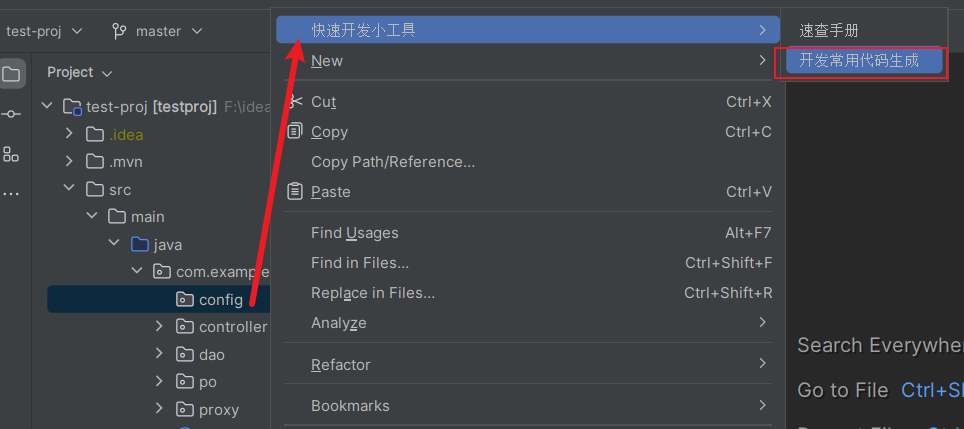 test-proj
master
Project
test-proj [testproj] F:\idea
.idea
.mvn
src
main
java
com.example
config
controller
dao
po
proxy
快速开发小工具
New
Cut Ctrl+X
Copy Ctrl+C
Copy Path/Reference...
Paste Ctrl+V
Find Usages Alt+F7
Find in Files... Ctrl+Shift+F
Replace in Files... Ctrl+Shift+R
Analyze
Refactor
Bookmarks
速查手册
开发常用代码生成
Search Everywhe
Go to File Ctrl+Sh